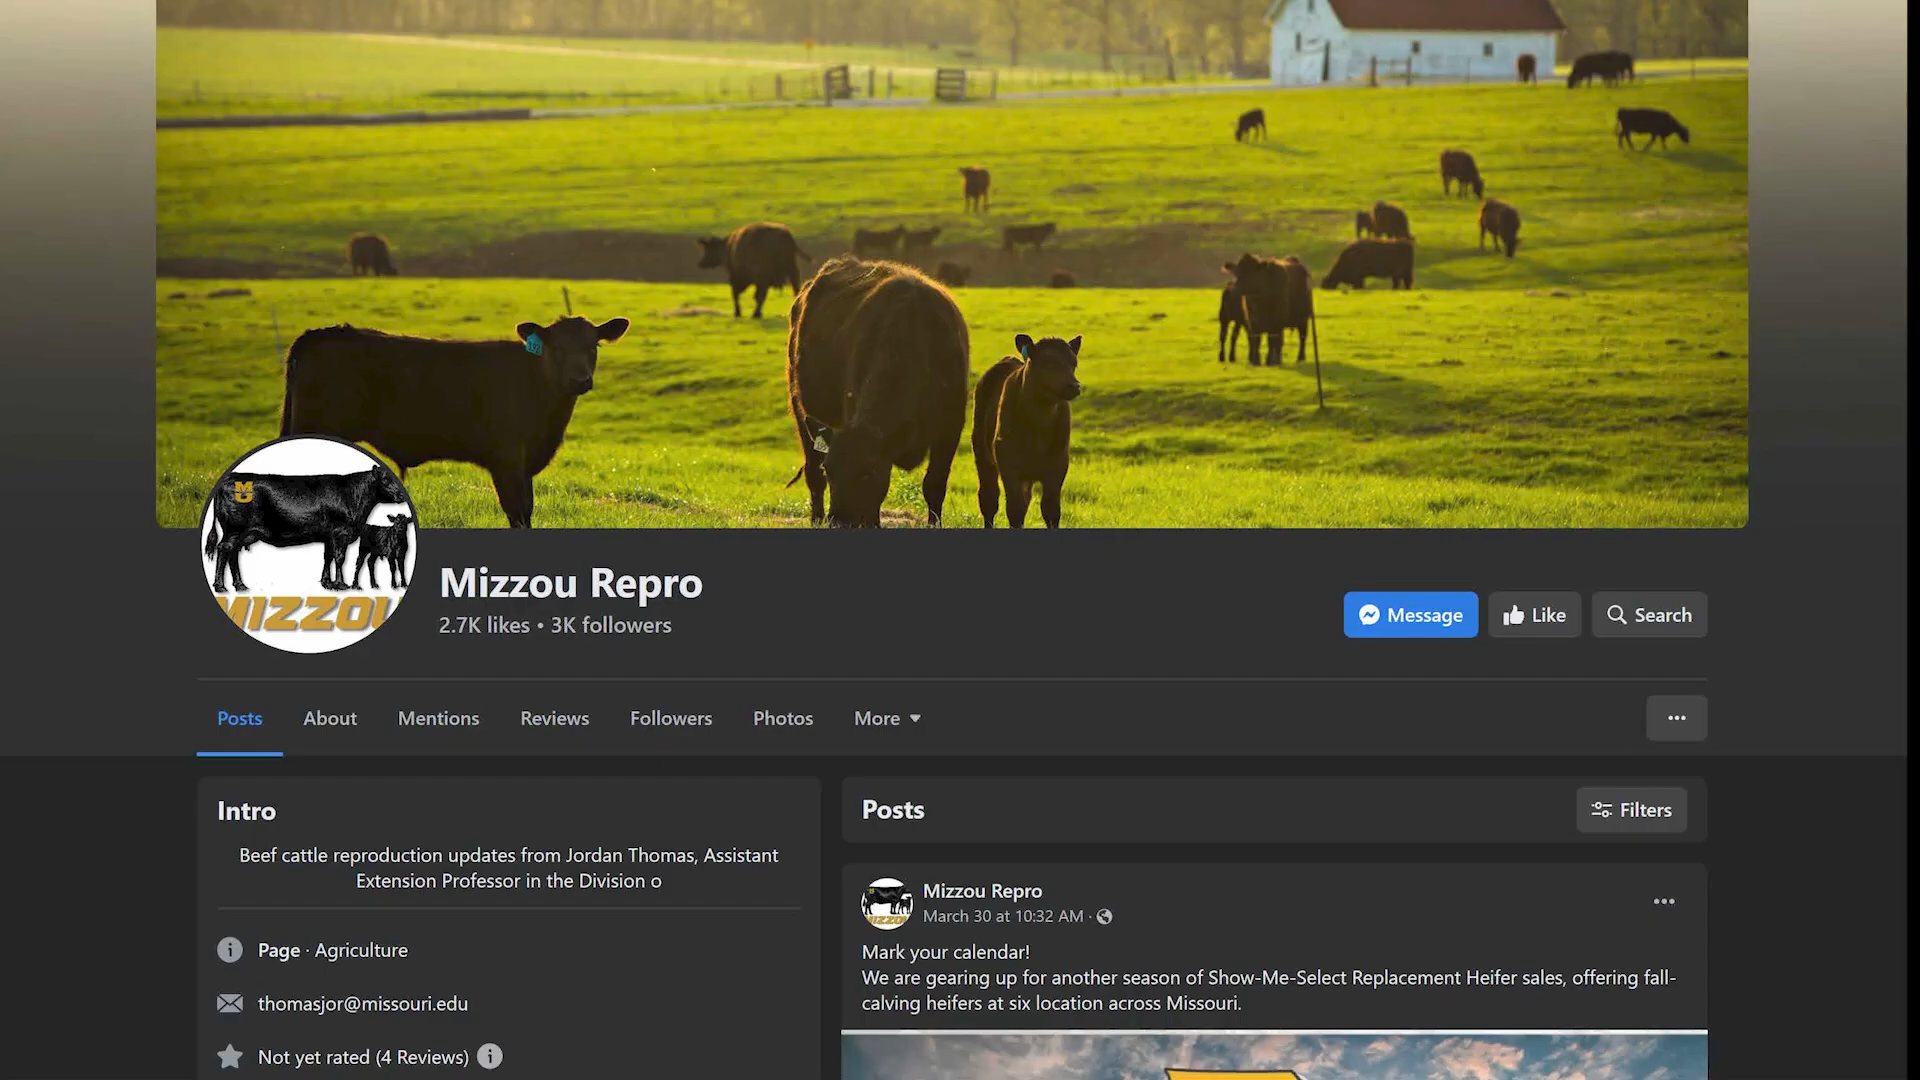 MU
MIZZOU
Mizzou Repro
2.7K likes • 3K followers
Message
Like
Search
Posts
About
Mentions
Reviews
Followers
Photos
More
Intro
Beef cattle reproduction updates from Jordan Thomas, Assistant
Extension Professor in the Division o
Page · Agriculture
thomasjor@missouri.edu
Not yet rated (4 Reviews)
Posts
Filters
Mizzou Repro
March 30 at 10:32 AM ·
Mark your calendar!
We are gearing up for another season of Show-Me-Select Replacement Heifer sales, offering fall-
calving heifers at six location across Missouri.